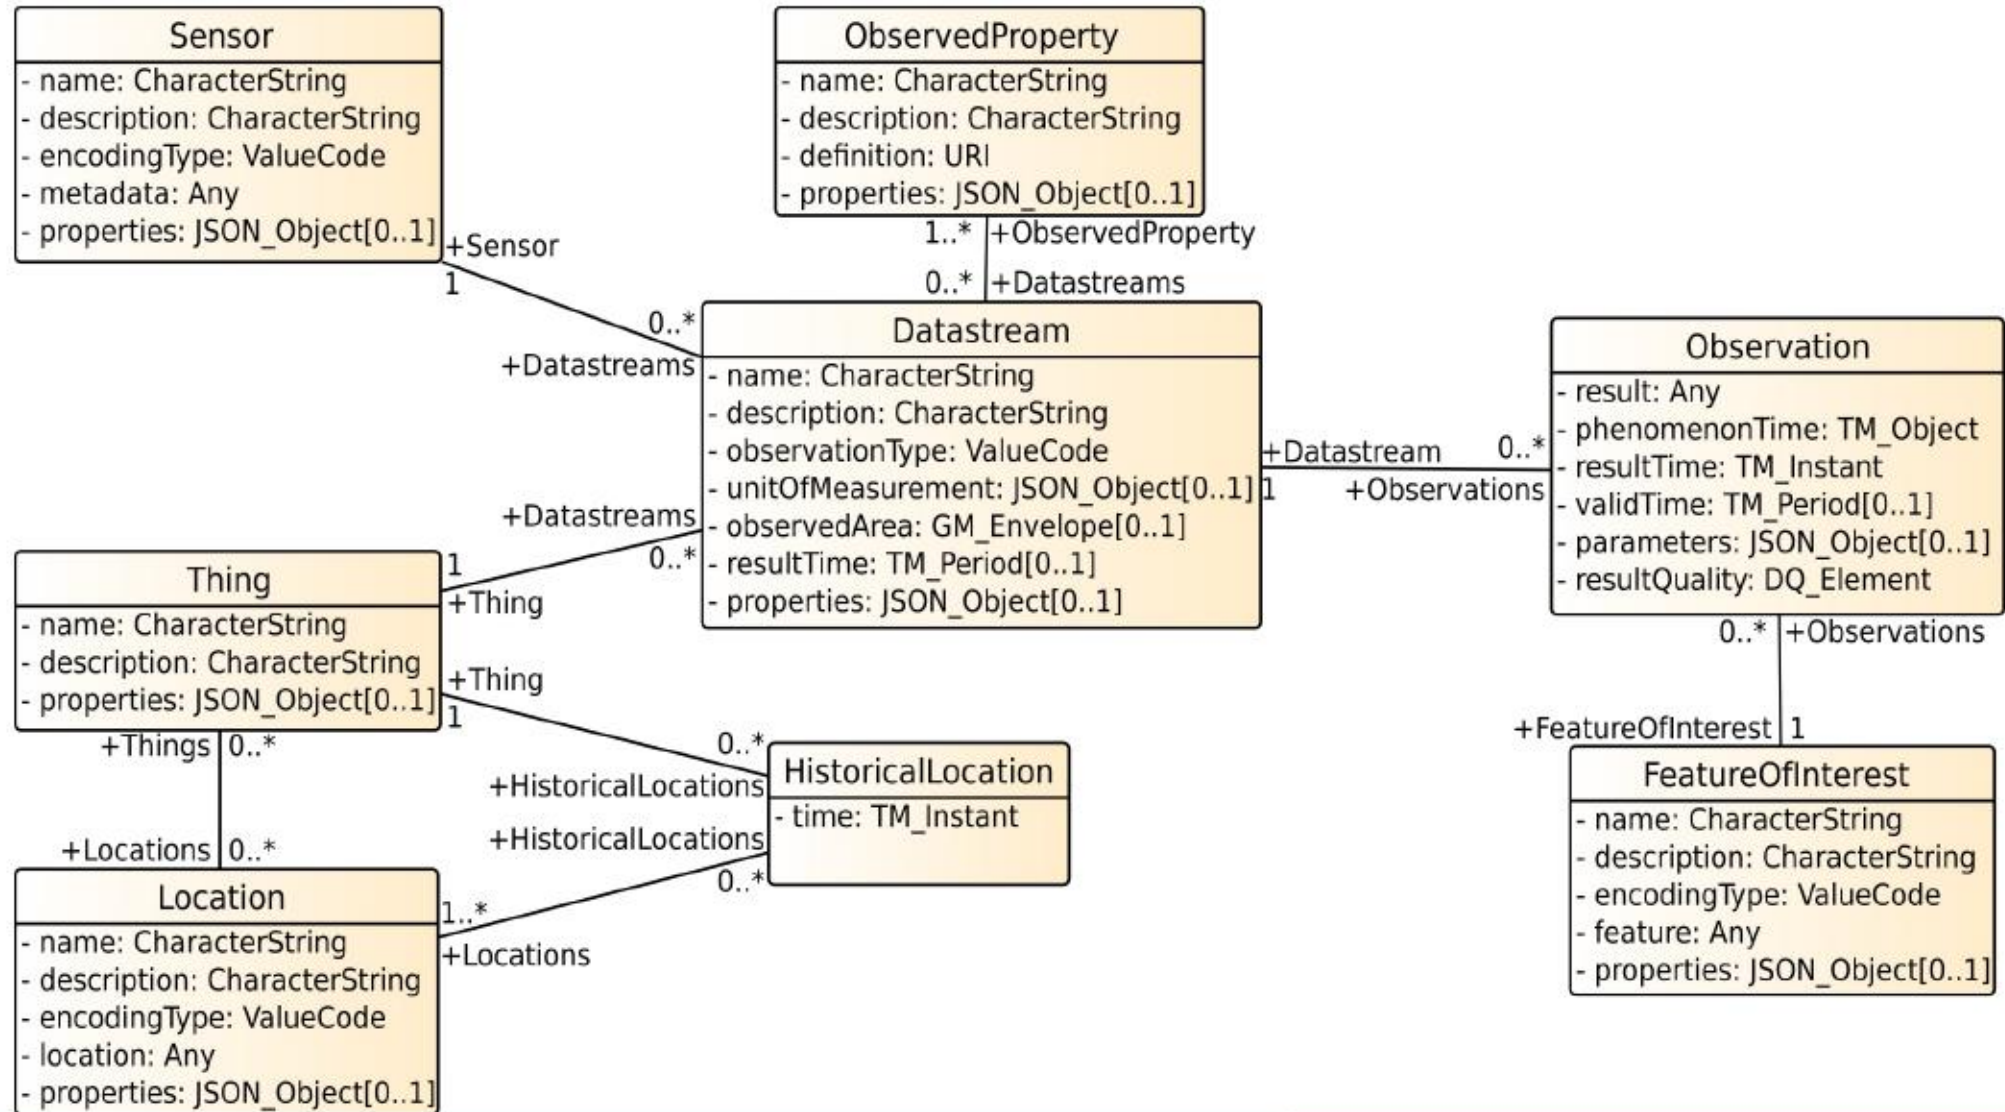 Sensor
- name: CharacterString
- description: CharacterString
- encodingType: ValueCode
- metadata: Any
- properties: JSON_Object[0..1]
ObservedProperty
- name: CharacterString
- description: CharacterString
- definition: URI
- properties: JSON_Object[0..1]
+Sensor
1
0..*
+Datastreams
1..* +ObservedProperty
0..* +Datastreams
Datastream
- name: CharacterString
- description: CharacterString
- observationType: ValueCode
- unitOfMeasurement: JSON_Object[0..1]
- observedArea: GM_Envelope[0..1]
- resultTime: TM_Period[0..1]
- properties: JSON_Object[0..1]
+Datastream
1
0..*
+Observations
Observation
- result: Any
- phenomenonTime: TM_Object
- resultTime: TM_Instant
- validTime: TM_Period[0..1]
- parameters: JSON_Object[0..1]
- resultQuality: DQ_Element
+Datastreams
0..*
1
+Thing
Thing
- name: CharacterString
- description: CharacterString
- properties: JSON_Object[0..1]
+Thing
1
0..*
+HistoricalLocations
HistoricalLocation
- time: TM_Instant
+HistoricalLocations
0..*
1..*
+Locations
+Things 0..*
+Locations 0..*
Location
- name: CharacterString
- description: CharacterString
- encodingType: ValueCode
- location: Any
- properties: JSON_Object[0..1]
0..* +Observations
+FeatureOfInterest 1
FeatureOfInterest
- name: CharacterString
- description: CharacterString
- encodingType: ValueCode
- feature: Any
- properties: JSON_Object[0..1]